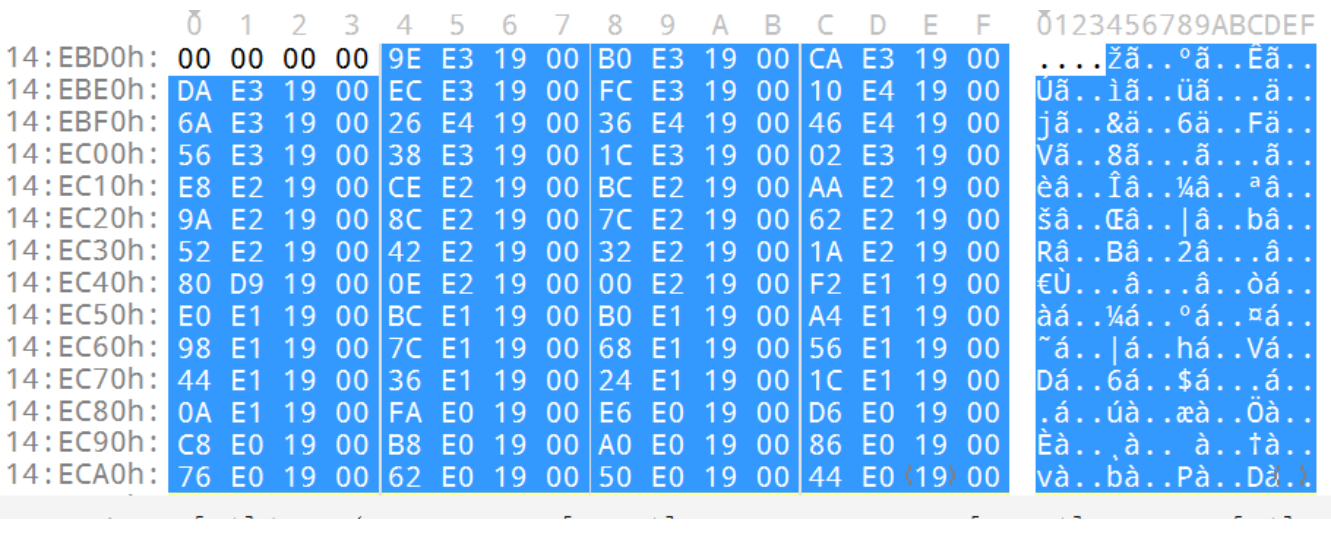 0 1 2 3 4 5 6 7 8 9 A B C D E F 0123456789ABCDEF
14:EBD0h: 00 00 00 00 9E E3 19 00 B0 E3 19 00 CA E3 19 00 ....žã..°ã..Êã..
14:EBE0h: DA E3 19 00 EC E3 19 00 FC E3 19 00 10 E4 19 00 Úã..ìã..üã...ä..
14:EBF0h: 6A E3 19 00 26 E4 19 00 36 E4 19 00 46 E4 19 00 jã..&ä..6ä..Fä..
14:EC00h: 56 E3 19 00 38 E3 19 00 1C E3 19 00 02 E3 19 00 Vã..8ã...ã...ã..
14:EC10h: E8 E2 19 00 CE E2 19 00 BC E2 19 00 AA E2 19 00 èâ..Îâ..¼â..ªâ..
14:EC20h: 9A E2 19 00 8C E2 19 00 7C E2 19 00 62 E2 19 00 šâ..Œâ..|â..bâ..
14:EC30h: 52 E2 19 00 42 E2 19 00 32 E2 19 00 1A E2 19 00 Râ..Bâ..2â...â..
14:EC40h: 80 D9 19 00 0E E2 19 00 00 E2 19 00 F2 E1 19 00 €Ù...â...â..òá..
14:EC50h: E0 E1 19 00 BC E1 19 00 B0 E1 19 00 A4 E1 19 00 àá..¼á..°á..¤á..
14:EC60h: 98 E1 19 00 7C E1 19 00 68 E1 19 00 56 E1 19 00 ˜á..|á..há..Vá..
14:EC70h: 44 E1 19 00 36 E1 19 00 24 E1 19 00 1C E1 19 00 Dá..6á..$á...á..
14:EC80h: 0A E1 19 00 FA E0 19 00 E6 E0 19 00 D6 E0 19 00 .á..úà..æà..Öà..
14:EC90h: C8 E0 19 00 B8 E0 19 00 A0 E0 19 00 86 E0 19 00 Èà..¸à.. à..†à..
14:ECA0h: 76 E0 19 00 62 E0 19 00 50 E0 19 00 44 E0 (19) 00 và..bà..Pà..Dà..